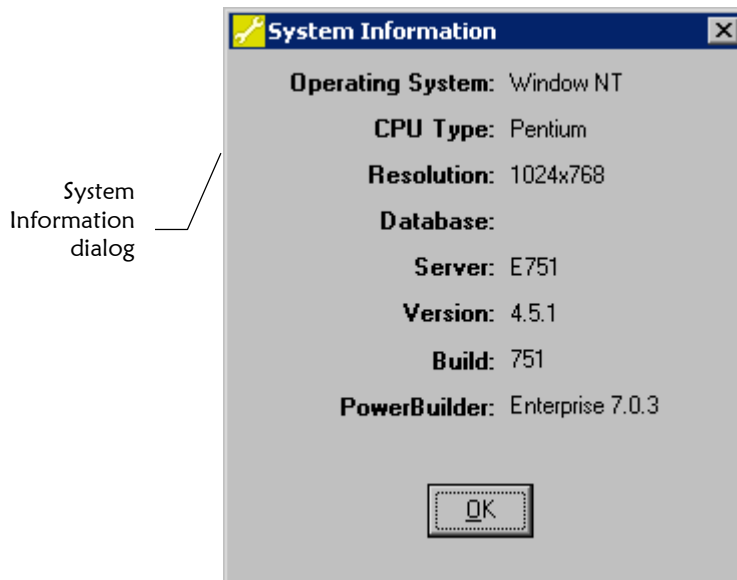 System Information
Operating System: Window NT
CPU Type: Pentium
Resolution: 1024x768
Database:
Server: E751
Version: 4.5.1
Build: 751
PowerBuilder: Enterprise 7.0.3
OK
System
Information
dialog